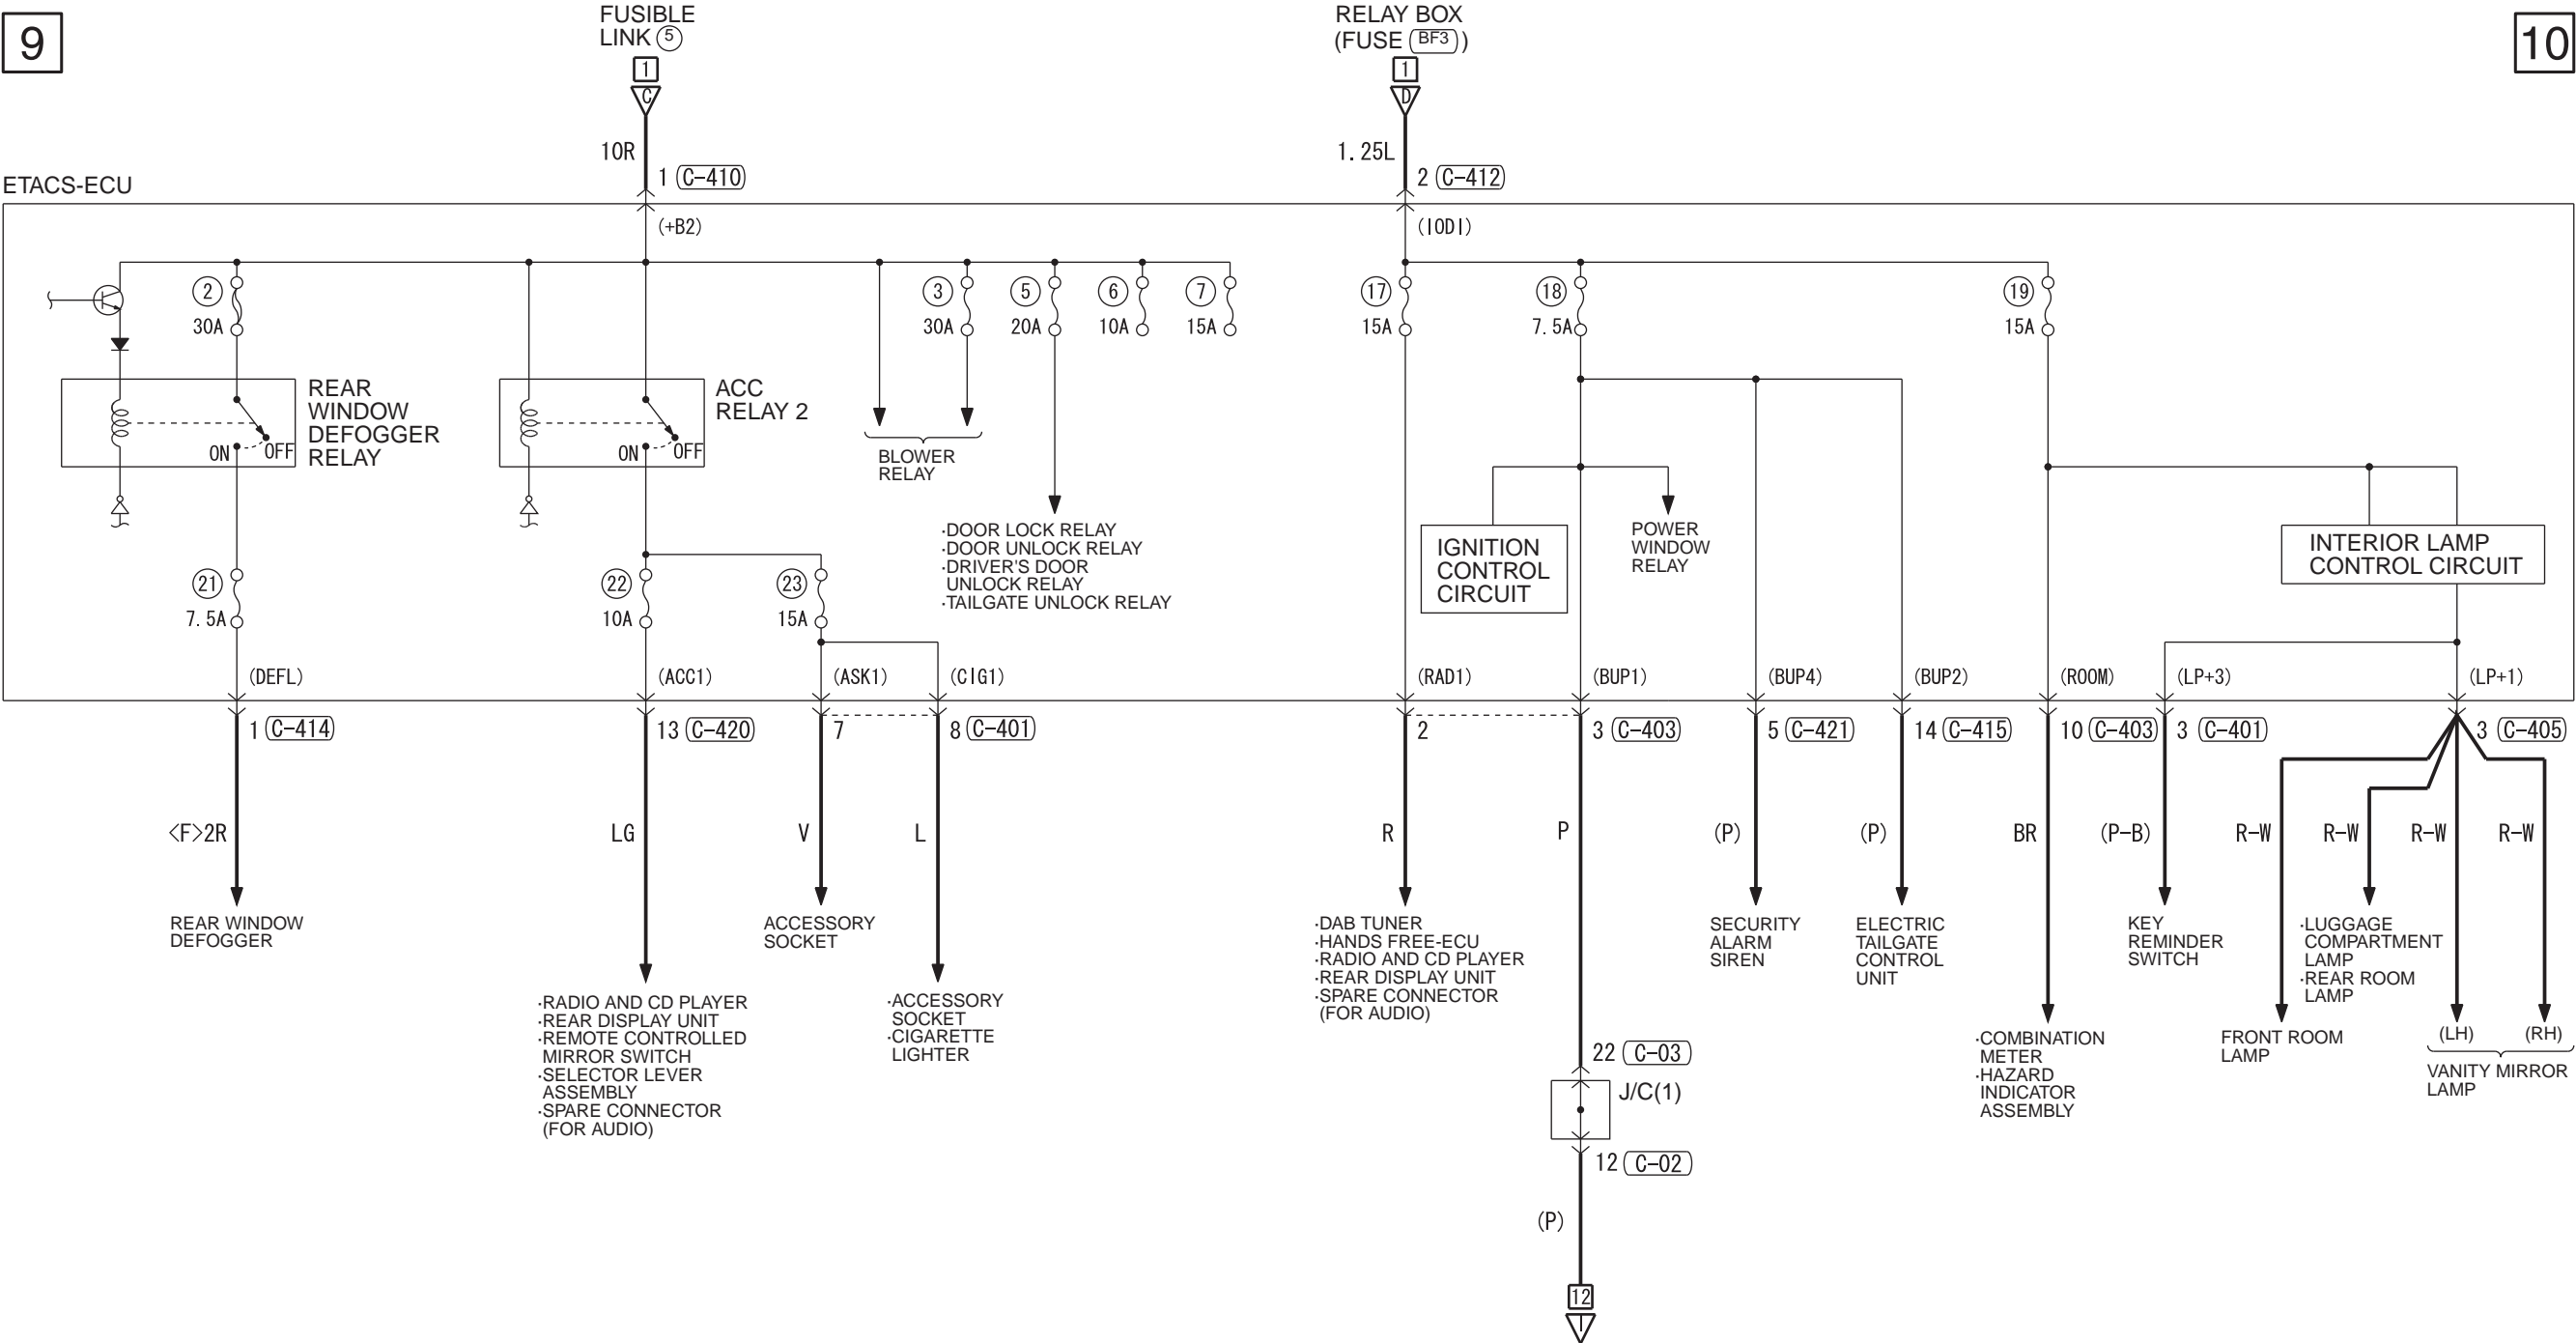 9
FUSIBLE
LINK 5
RELAY BOX
(FUSE BF3)
10
1
C
1
D
10R
1.25L
1 C-410
2 C-412
ETACS-ECU
(+B2)
(IODI)
2
30A
3
30A
5
20A
6
10A
7
15A
17
15A
18
7.5A
19
15A
REAR
WINDOW
DEFOGGER
RELAY
ON
OFF
ACC
RELAY 2
ON
OFF
BLOWER
RELAY
·DOOR LOCK RELAY
·DOOR UNLOCK RELAY
·DRIVER'S DOOR
UNLOCK RELAY
·TAILGATE UNLOCK RELAY
IGNITION
CONTROL
CIRCUIT
POWER
WINDOW
RELAY
INTERIOR LAMP
CONTROL CIRCUIT
21
7.5A
22
10A
23
15A
(DEFL)
(ACC1)
(ASK1)
(CIG1)
(RAD1)
(BUP1)
(BUP4)
(BUP2)
(ROOM)
(LP+3)
(LP+1)
1 C-414
13 C-420
7
8 C-401
2
3 C-403
5 C-421
14 C-415
10 C-403
3 C-401
3 C-405
<F>2R
LG
V
L
R
P
(P)
(P)
BR
(P-B)
R-W
R-W
R-W
R-W
REAR WINDOW
DEFOGGER
·RADIO AND CD PLAYER
·REAR DISPLAY UNIT
·REMOTE CONTROLLED
MIRROR SWITCH
·SELECTOR LEVER
ASSEMBLY
·SPARE CONNECTOR
(FOR AUDIO)
ACCESSORY
SOCKET
·ACCESSORY
SOCKET
·CIGARETTE
LIGHTER
·DAB TUNER
·HANDS FREE-ECU
·RADIO AND CD PLAYER
·REAR DISPLAY UNIT
·SPARE CONNECTOR
(FOR AUDIO)
SECURITY
ALARM
SIREN
ELECTRIC
TAILGATE
CONTROL
UNIT
·COMBINATION
METER
·HAZARD
INDICATOR
ASSEMBLY
KEY
REMINDER
SWITCH
FRONT ROOM
LAMP
·LUGGAGE
COMPARTMENT
LAMP
·REAR ROOM
LAMP
(LH)
(RH)
VANITY MIRROR
LAMP
22 C-03
J/C(1)
12 C-02
(P)
12
I